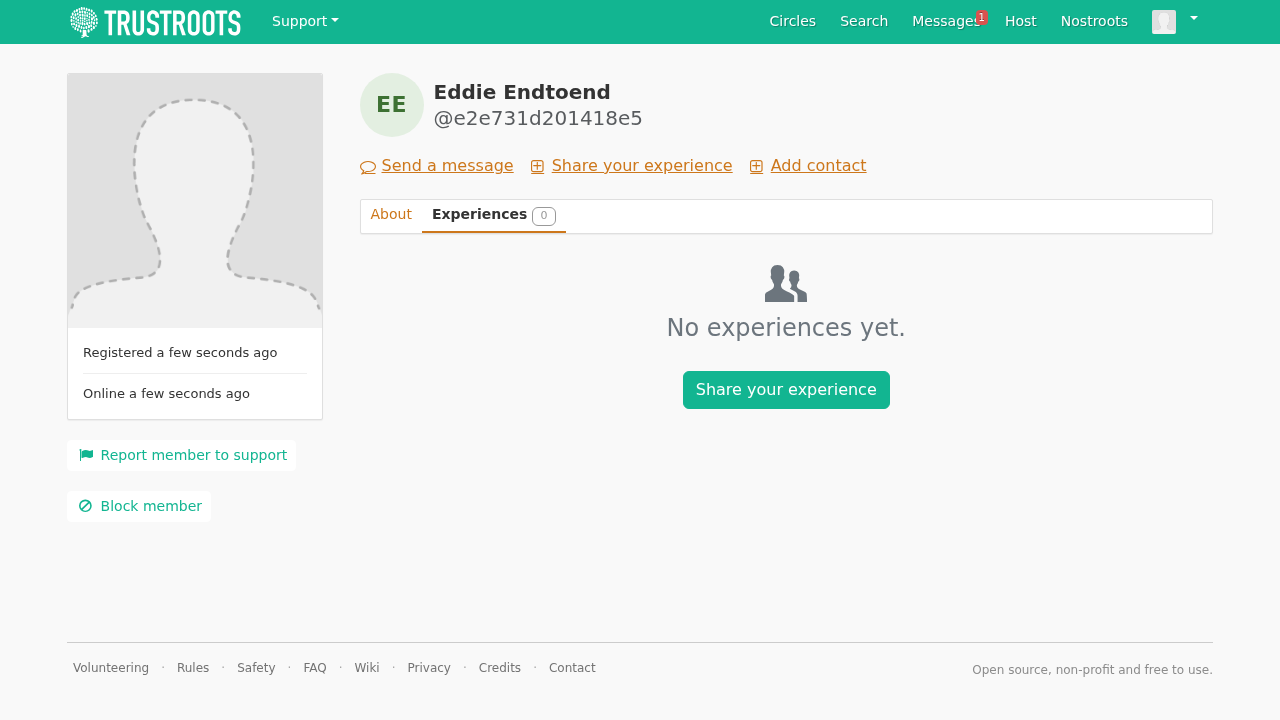 TRUSTROOTS Support Circles Search Messages 1 Host Nostroots
EE
Eddie Endtoend
@e2e731d201418e5
Send a message Share your experience Add contact
About Experiences 0
No experiences yet.
Share your experience
Registered a few seconds ago
Online a few seconds ago
Report member to support
Block member
Volunteering · Rules · Safety · FAQ · Wiki · Privacy · Credits · Contact
Open source, non-profit and free to use.